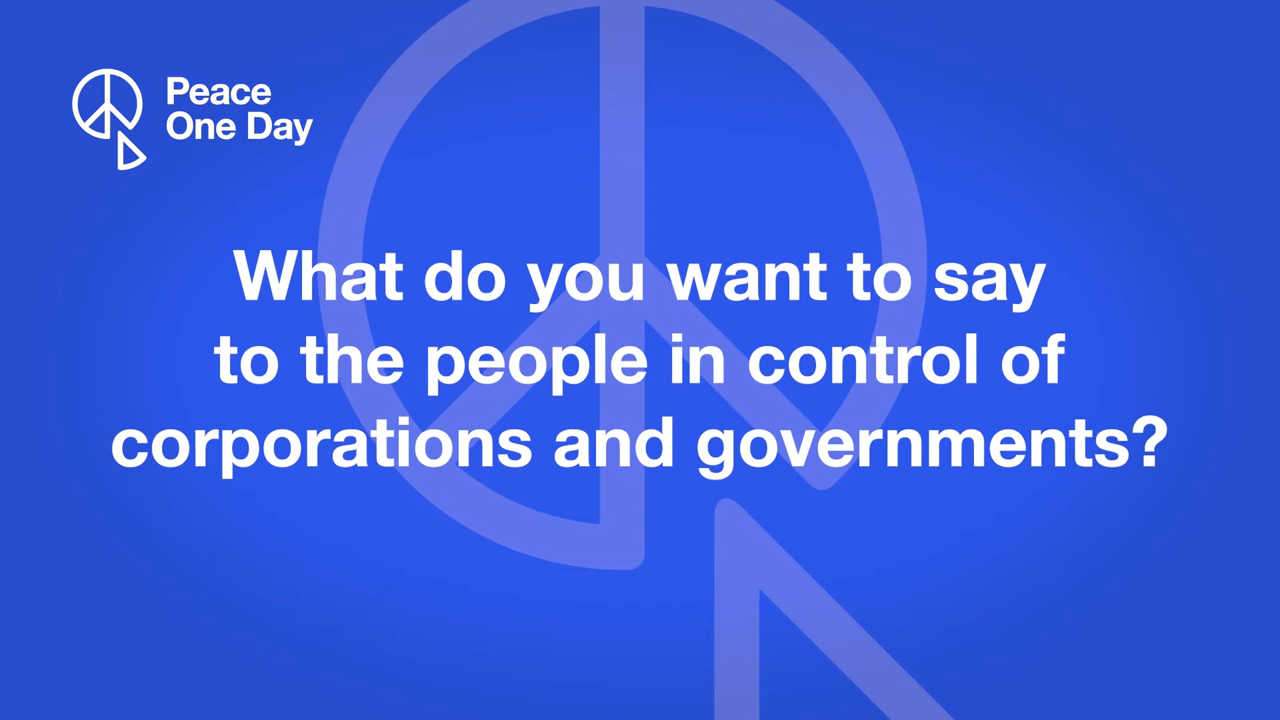 Peace
One Day
What do you want to say
to the people in control of
corporations and governments?